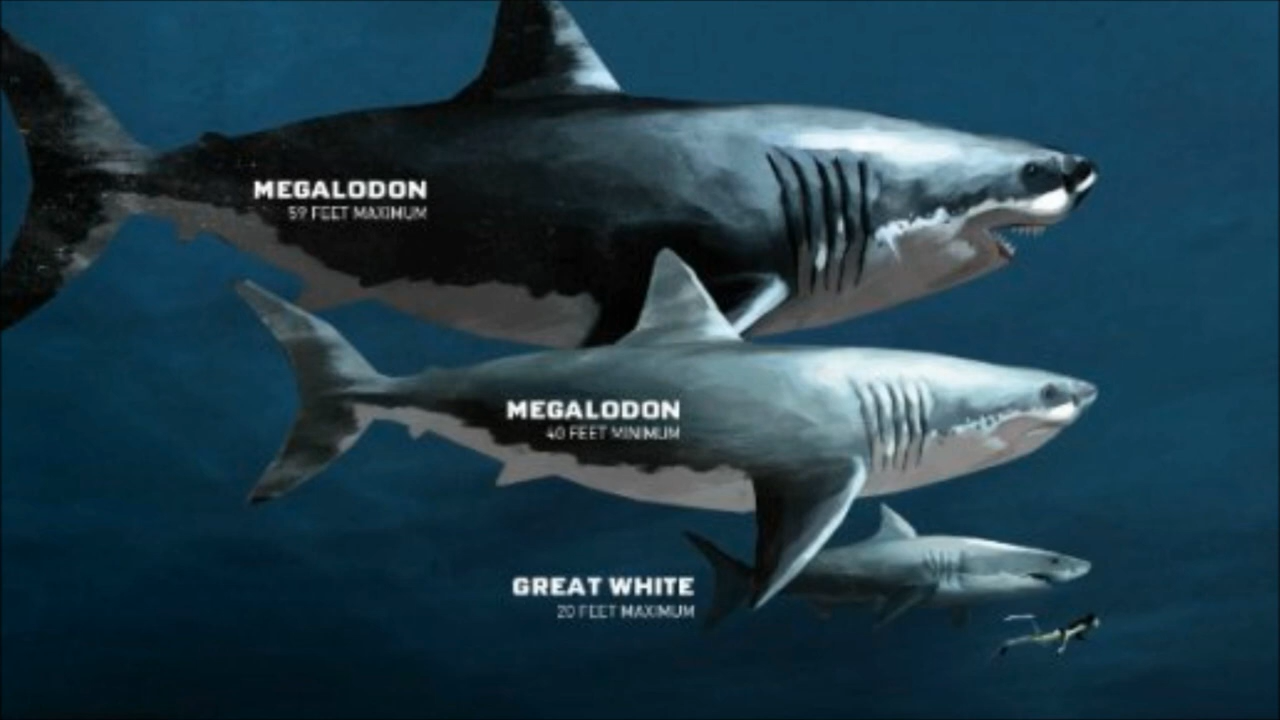 MEGALODON
59 FEET MAXIMUM
MEGALODON
40 FEET MINIMUM
GREAT WHITE
20 FEET MAXIMUM